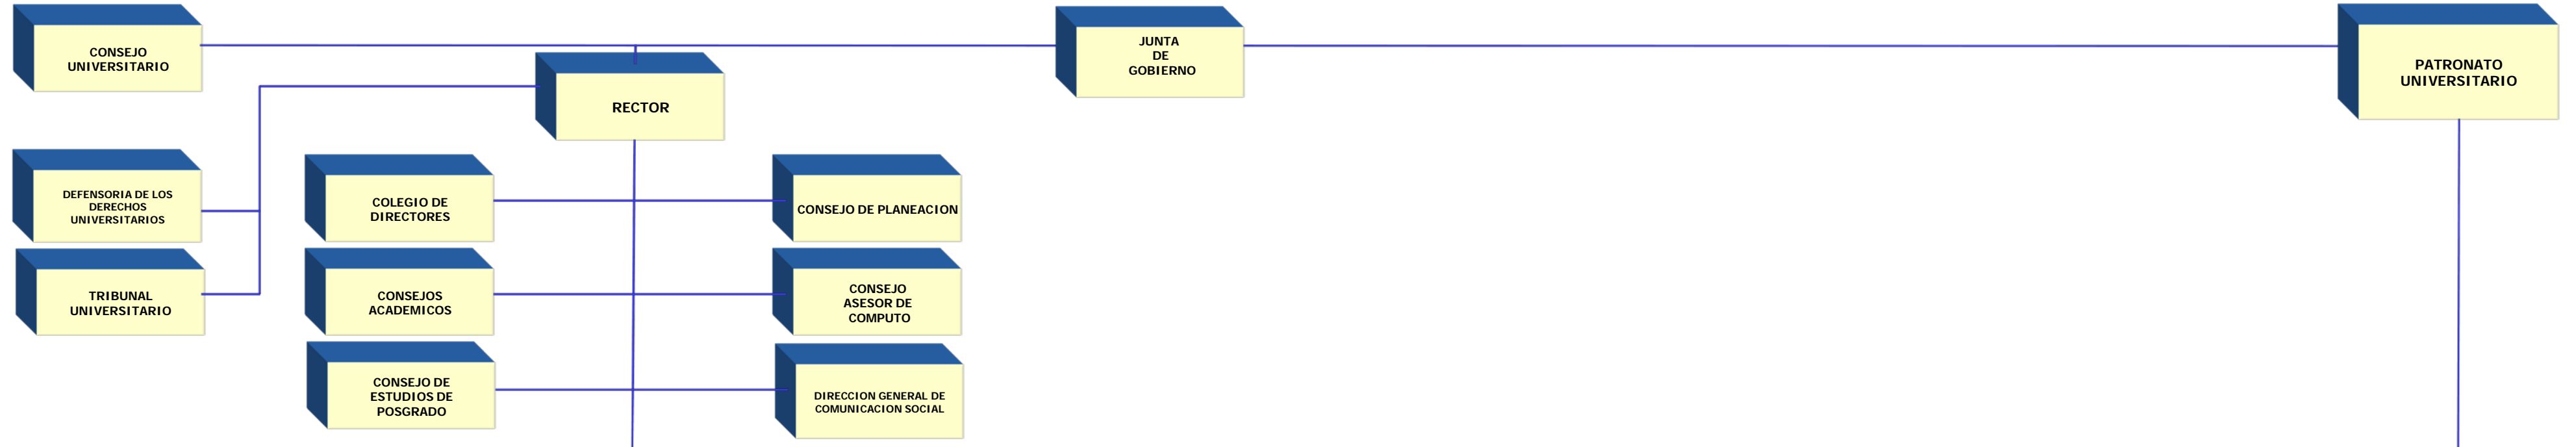 CONSEJO
UNIVERSITARIO
JUNTA
DE
GOBIERNO
PATRONATO
UNIVERSITARIO
RECTOR
DEFENSORIA DE LOS
DERECHOS
UNIVERSITARIOS
COLEGIO DE
DIRECTORES
CONSEJO DE PLANEACION
TRIBUNAL
UNIVERSITARIO
CONSEJOS
ACADEMICOS
CONSEJO
ASESOR DE
COMPUTO
CONSEJO DE
ESTUDIOS DE
POSGRADO
DIRECCION GENERAL DE
COMUNICACION SOCIAL